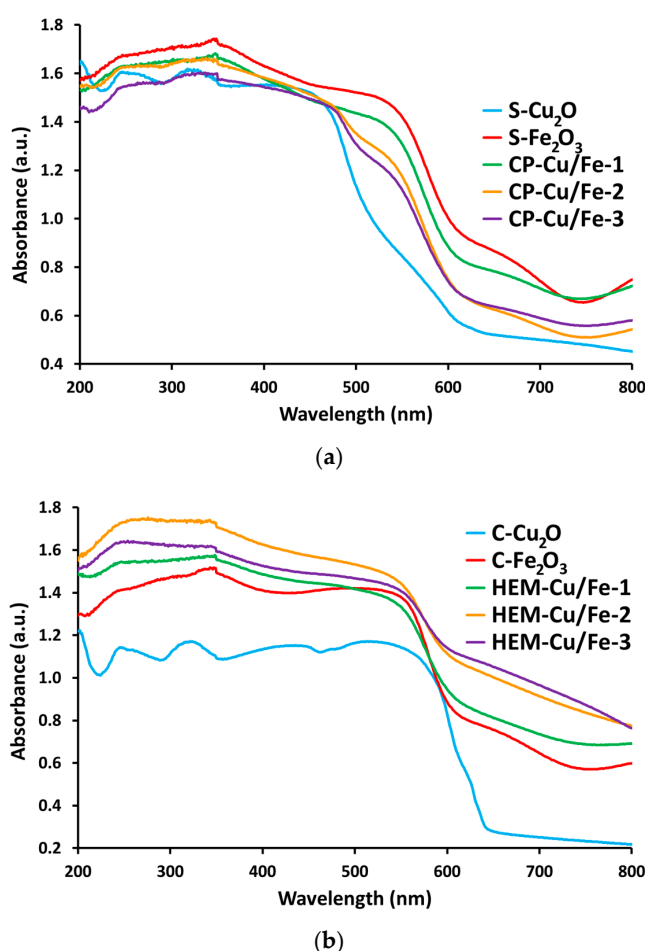 1.8
1.6
1.4
1.2
1.0
0.8
0.6
0.4
Absorbance (a.u.)
S-Cu₂O
S-Fe₂O₃
CP-Cu/Fe-1
CP-Cu/Fe-2
CP-Cu/Fe-3
200 300 400 500 600 700 800
Wavelength (nm)
(a)
1.8
1.6
1.4
1.2
1.0
0.8
0.6
0.4
0.2
Absorbance (a.u.)
C-Cu₂O
C-Fe₂O₃
HEM-Cu/Fe-1
HEM-Cu/Fe-2
HEM-Cu/Fe-3
200 300 400 500 600 700 800
Wavelength (nm)
(b)